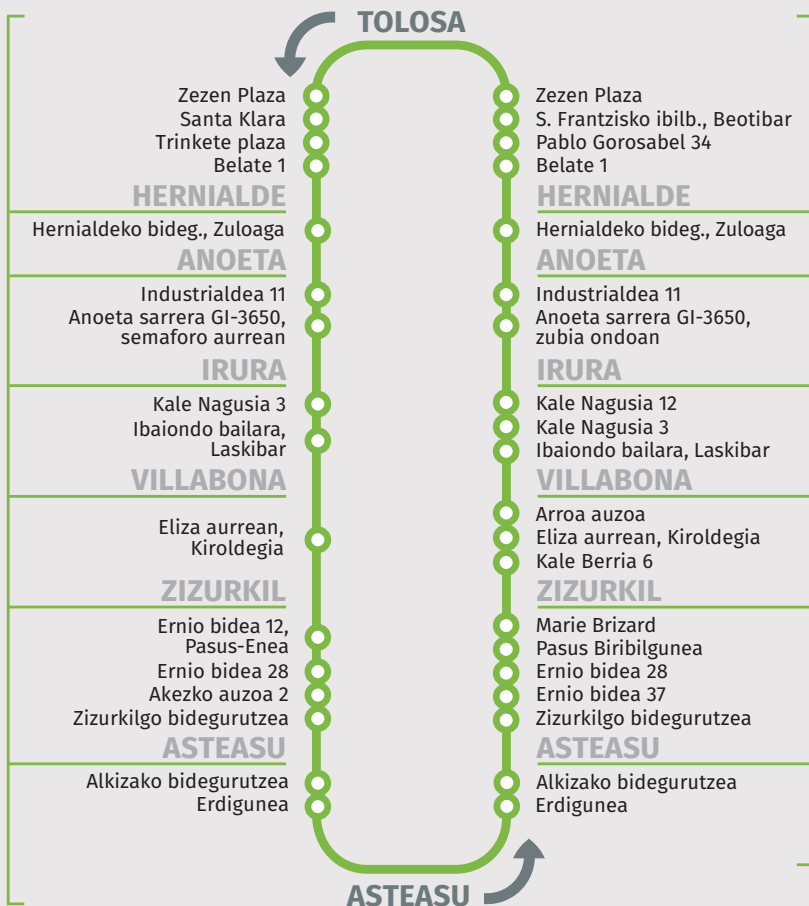 TOLOSA
Zezen Plaza
Santa Klara
Trinkete plaza
Belate 1
HERNIALDE
Hernialdeko bideg., Zuloaga
ANOETA
Industrialdea 11
Anoeta sarrera GI-3650,
semaforo aurrean
IRURA
Kale Nagusia 3
Ibaiondo bailara,
Laskibar
VILLABONA
Eliza aurrean,
Kiroldegia
ZIZURKIL
Ernio bidea 12,
Pasus-Enea
Ernio bidea 28
Akezko auzoa 2
Zizurkilgo bidegurutzea
ASTEASU
Alkizako bidegurutzea
Erdigunea
Zezen Plaza
S. Frantzisko ibilb., Beotibar
Pablo Gorosabel 34
Belate 1
HERNIALDE
Hernialdeko bideg., Zuloaga
ANOETA
Industrialdea 11
Anoeta sarrera GI-3650,
zubia ondoan
IRURA
Kale Nagusia 12
Kale Nagusia 3
Ibaiondo bailara, Laskibar
VILLABONA
Arroa auzoa
Eliza aurrean, Kiroldegia
Kale Berria 6
ZIZURKIL
Marie Brizard
Pasus Biribilgunea
Ernio bidea 28
Ernio bidea 37
Zizurkilgo bidegurutzea
ASTEASU
Alkizako bidegurutzea
Erdigunea
ASTEASU